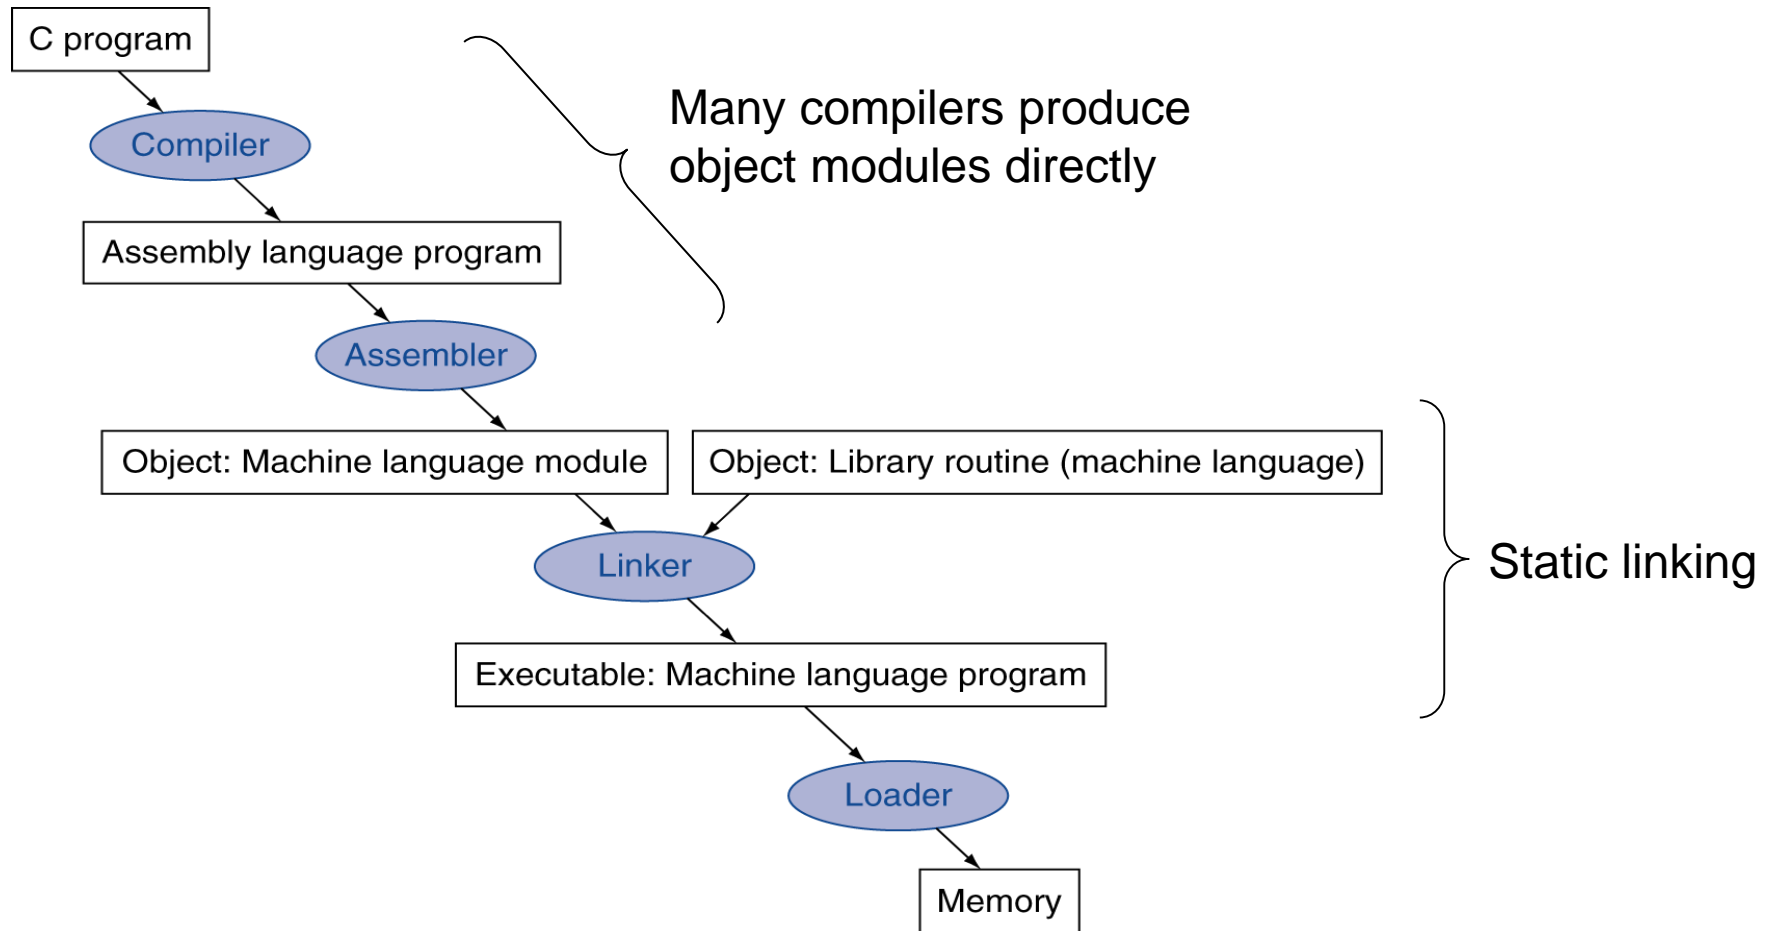 C program
Many compilers produce
object modules directly
Compiler
Assembly language program
Assembler
Object: Machine language module
Object: Library routine (machine language)
Linker
Static linking
Executable: Machine language program
Loader
Memory